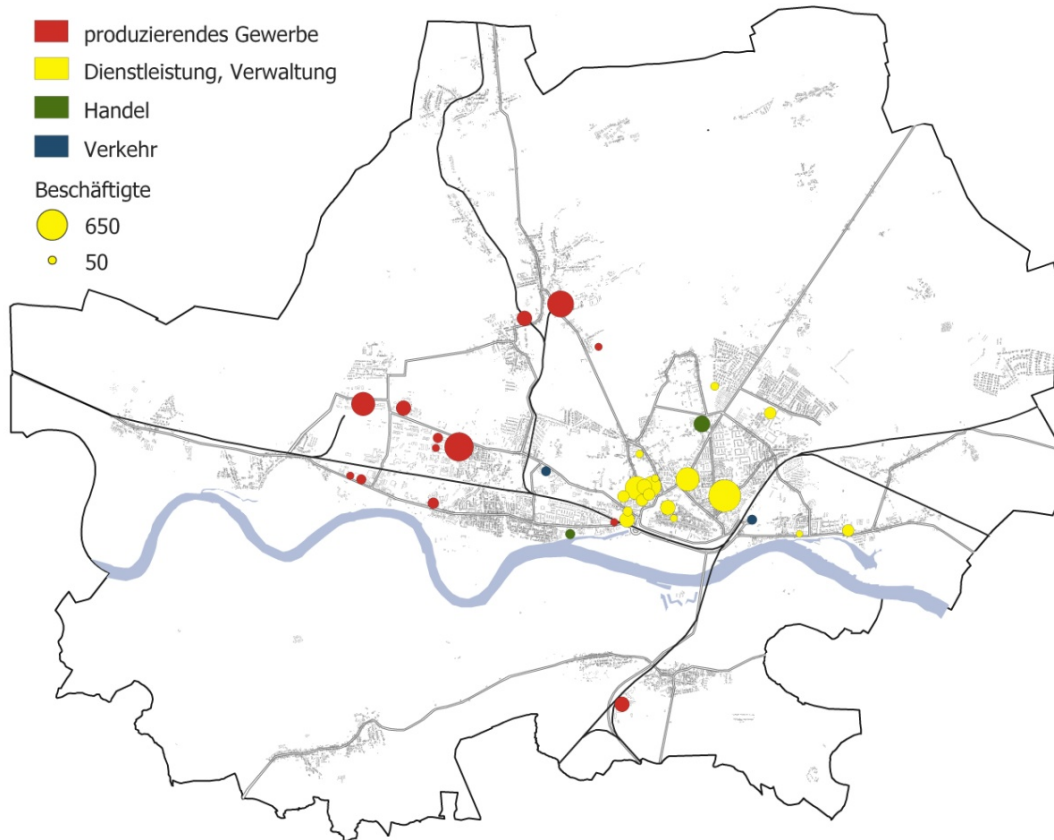 produzierendes Gewerbe
Dienstleistung, Verwaltung
Handel
Verkehr
Beschäftigte
650
50